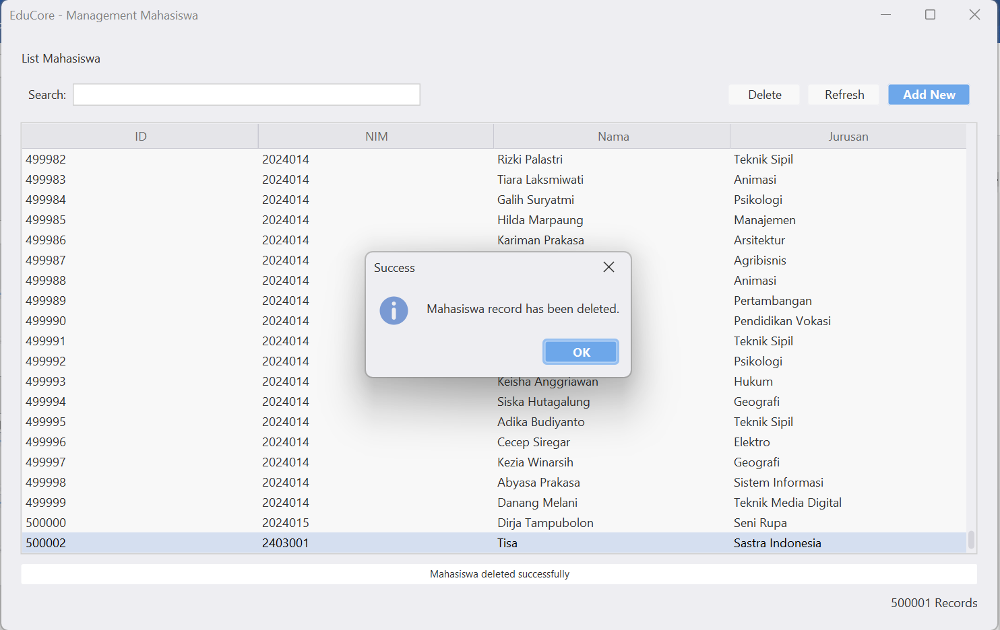 EduCore - Management Mahasiswa
List Mahasiswa
Search: Delete Refresh Add New
ID NIM Nama Jurusan
499982 2024014 Rizki Palastri Teknik Sipil
499983 2024014 Tiara Laksmiwati Animasi
499984 2024014 Galih Suryatmi Psikologi
499985 2024014 Hilda Marpaung Manajemen
499986 2024014 Kariman Prakasa Arsitektur
499987 2024014 Agribisnis
499988 2024014 Animasi
499989 2024014 Pertambangan
499990 2024014 Pendidikan Vokasi
499991 2024014 Teknik Sipil
499992 2024014 Psikologi
499993 2024014 Keisha Anggriawan Hukum
499994 2024014 Siska Hutagalung Geografi
499995 2024014 Adika Budiyanto Teknik Sipil
499996 2024014 Cecep Siregar Elektro
499997 2024014 Kezia Winarsih Geografi
499998 2024014 Abyasa Prakasa Sistem Informasi
499999 2024014 Danang Melani Teknik Media Digital
500000 2024015 Dirja Tampubolon Seni Rupa
500002 2403001 Tisa Sastra Indonesia
Success
Mahasiswa record has been deleted.
OK
Mahasiswa deleted successfully
500001 Records